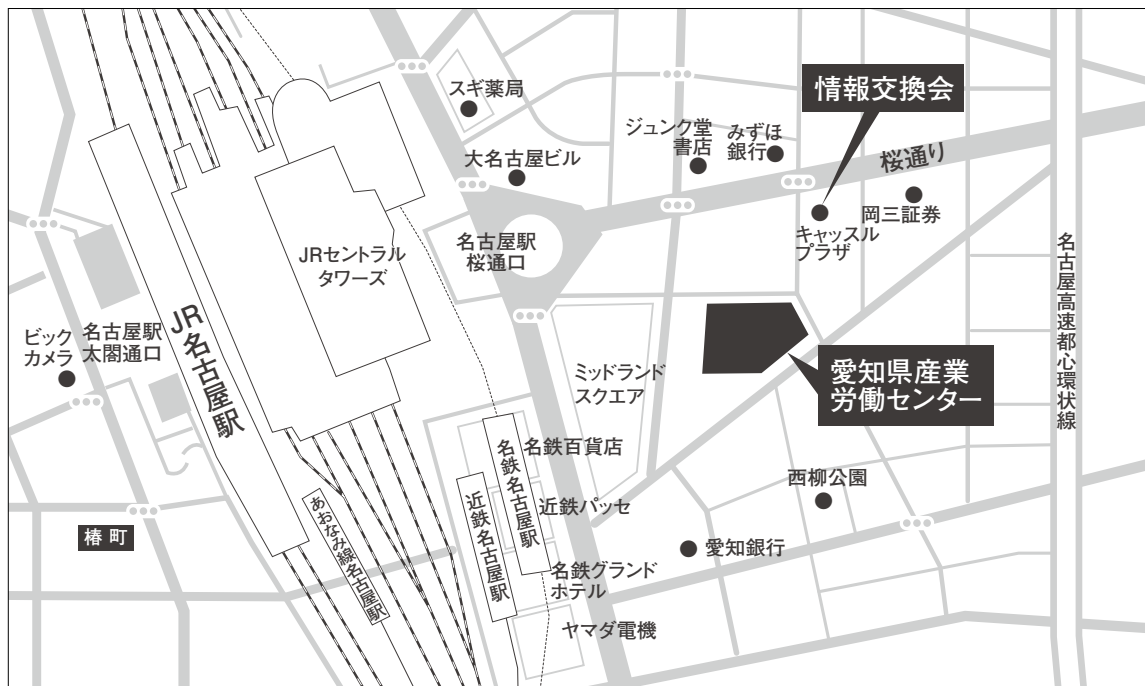 スギ薬局
情報交換会
ジュンク堂
書店
みずほ
銀行
桜通り
大名古屋ビル
岡三証券
キャッスル
プラザ
名古屋駅
桜通口
JRセントラル
タワーズ
名古屋高速都心環状線
JR名古屋駅
名古屋駅
太閤通口
ビック
カメラ
ミッドランド
スクエア
愛知県産業
労働センター
名鉄百貨店
名鉄名古屋駅
近鉄名古屋駅
近鉄パッセ
西柳公園
あおなみ線名古屋駅
椿町
愛知銀行
名鉄グランド
ホテル
ヤマダ電機